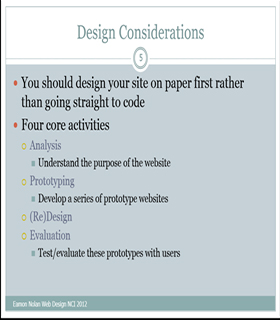 Design Considerations
5
You should design your site on paper first rather
than going straight to code
Four core activities
Analysis
Understand the purpose of the website
Prototyping
Develop a series of prototype websites
(Re)Design
Evaluation
Test/evaluate these prototypes with users
Eamon Nolan Web Design NCI 2012